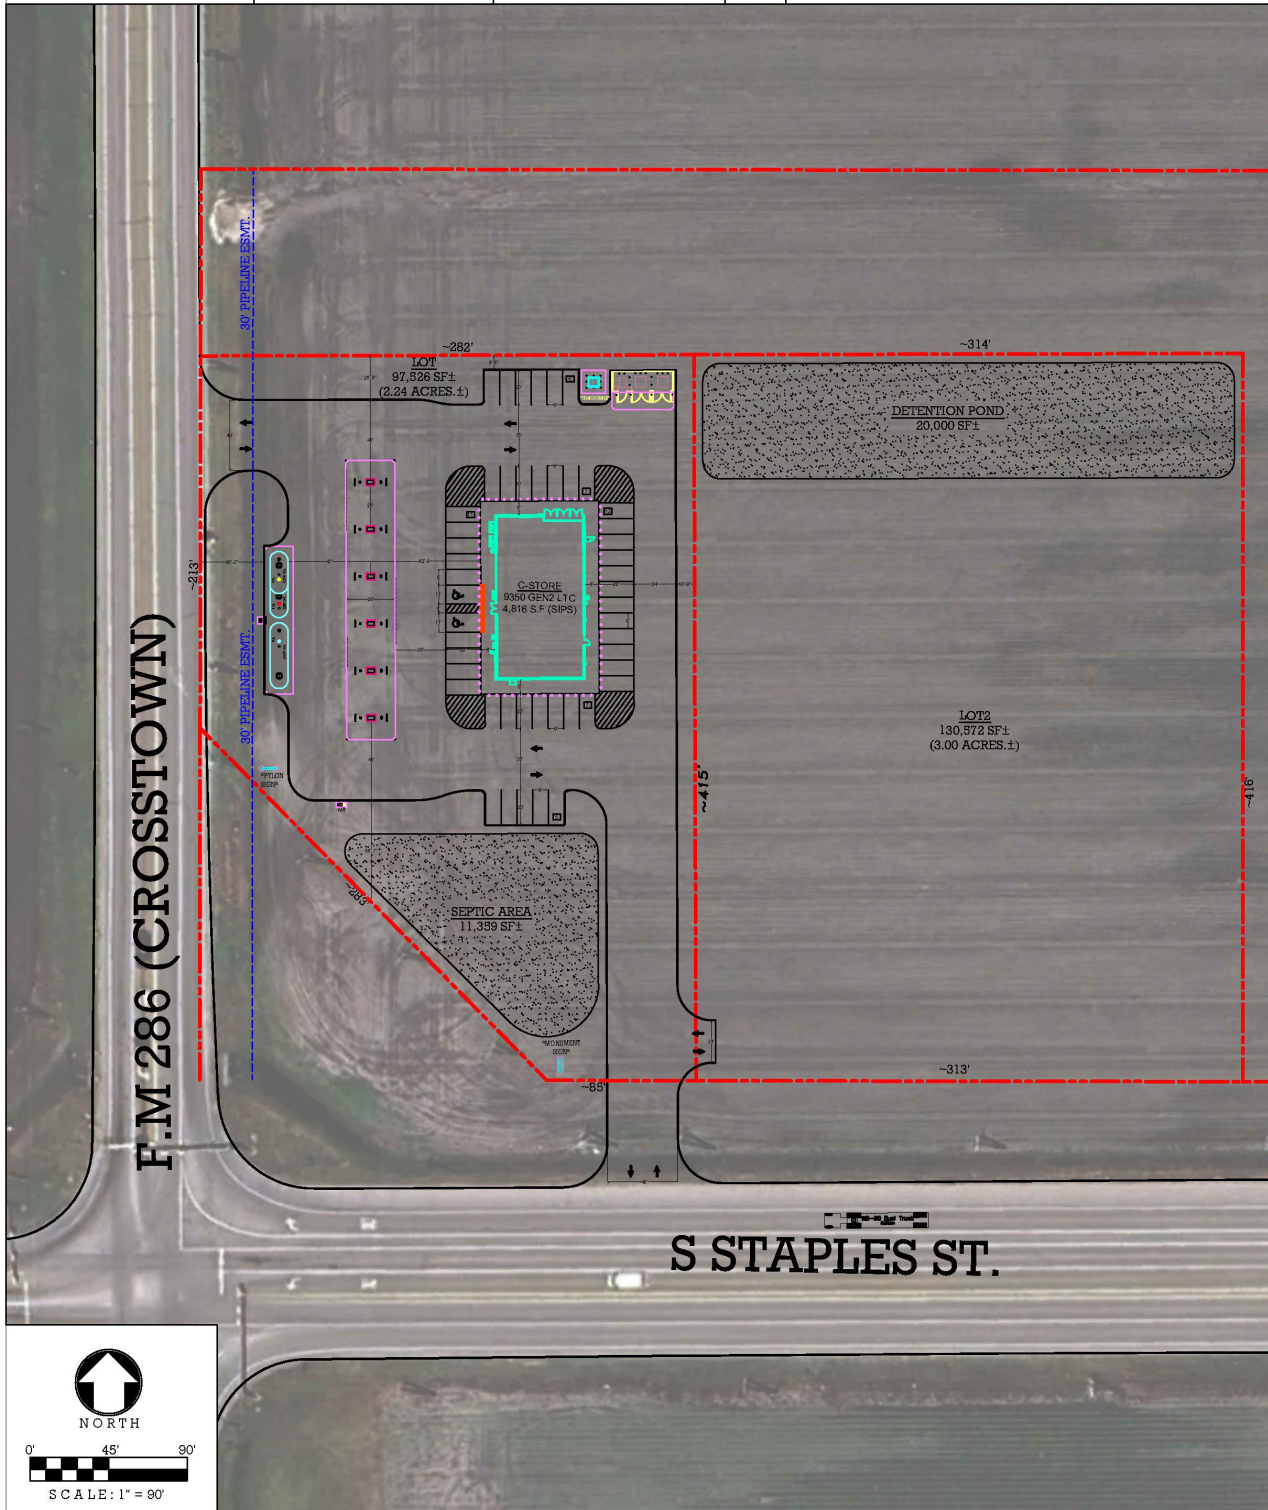 ~282'
~314'
LOT
97,526 SF±
(2.24 ACRES.±)
30' PIPELINE ESMT.
DETENTION POND
20,000 SF±
~213'
C-STORE
9350 GEN2 LTC
4,816 S.F (SIPS)
30' PIPELINE ESMT.
F.M 286 (CROSSTOWN)
LOT2
130,572 SF±
(3.00 ACRES.±)
~415'
~416'
*PYLON
SIGN*
AIR
~283'
SEPTIC AREA
11,359 SF±
*MONUMENT
SIGN*
~85'
~313'
S STAPLES ST.
NORTH
0' 45' 90'
SCALE: 1" = 90'